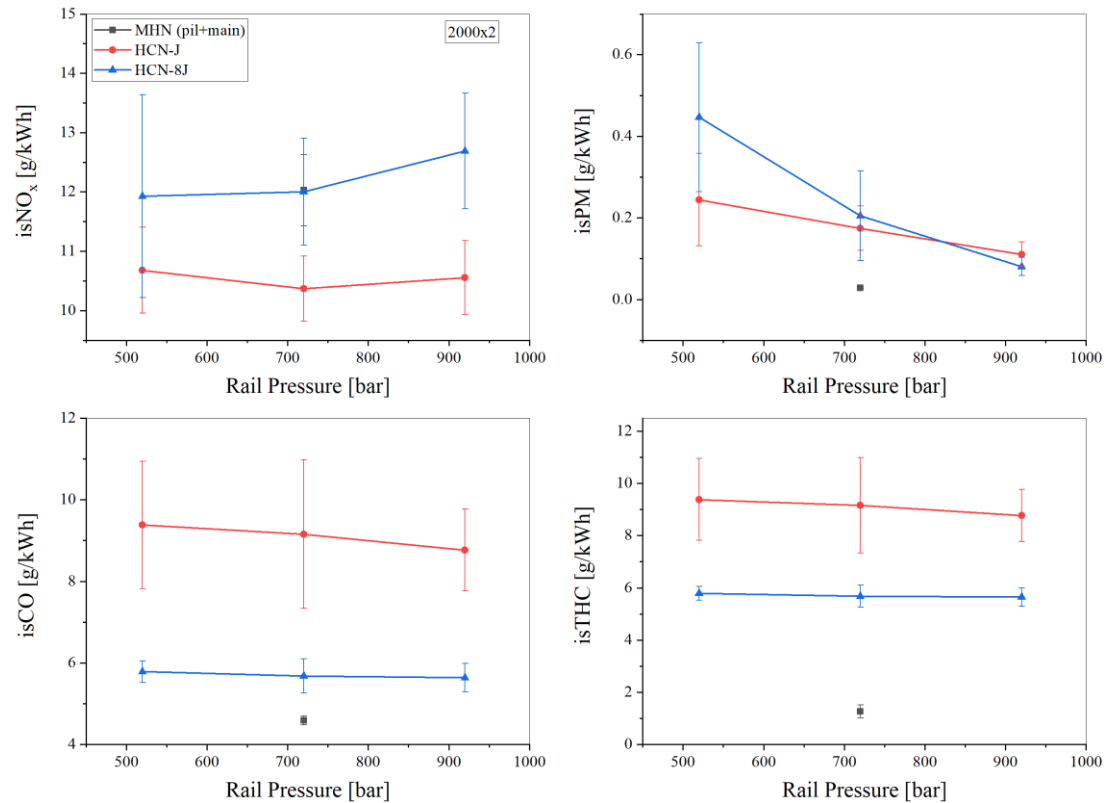 15
14
13
12
11
10
isNOx [g/kWh]
MHN (pil+main)
HCN-J
HCN-8J
2000x2
500 600 700 800 900 1000
Rail Pressure [bar]
0.6
0.4
0.2
0.0
isPM [g/kWh]
500 600 700 800 900 1000
Rail Pressure [bar]
12
10
8
6
4
isCO [g/kWh]
500 600 700 800 900 1000
Rail Pressure [bar]
12
10
8
6
4
2
0
isTHC [g/kWh]
500 600 700 800 900 1000
Rail Pressure [bar]